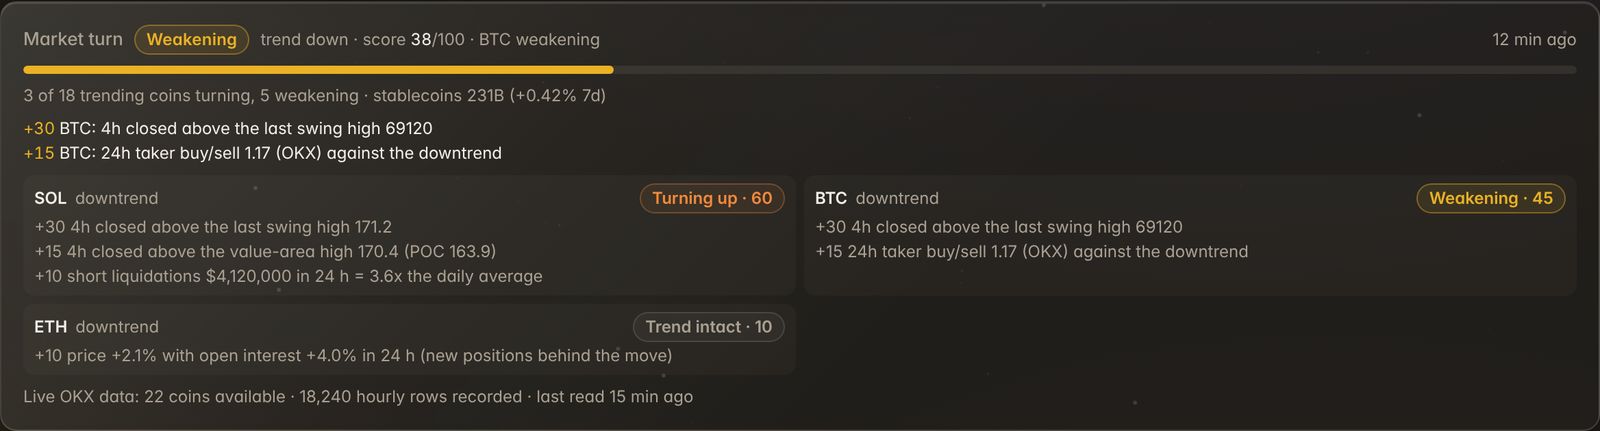 Market turn Weakening trend down · score 38/100 · BTC weakening 12 min ago
3 of 18 trending coins turning, 5 weakening · stablecoins 231B (+0.42% 7d)
+30 BTC: 4h closed above the last swing high 69120
+15 BTC: 24h taker buy/sell 1.17 (OKX) against the downtrend
SOL downtrend Turning up · 60
+30 4h closed above the last swing high 171.2
+15 4h closed above the value-area high 170.4 (POC 163.9)
+10 short liquidations $4,120,000 in 24 h = 3.6x the daily average
BTC downtrend Weakening · 45
+30 4h closed above the last swing high 69120
+15 24h taker buy/sell 1.17 (OKX) against the downtrend
ETH downtrend Trend intact · 10
+10 price +2.1% with open interest +4.0% in 24 h (new positions behind the move)
Live OKX data: 22 coins available · 18,240 hourly rows recorded · last read 15 min ago